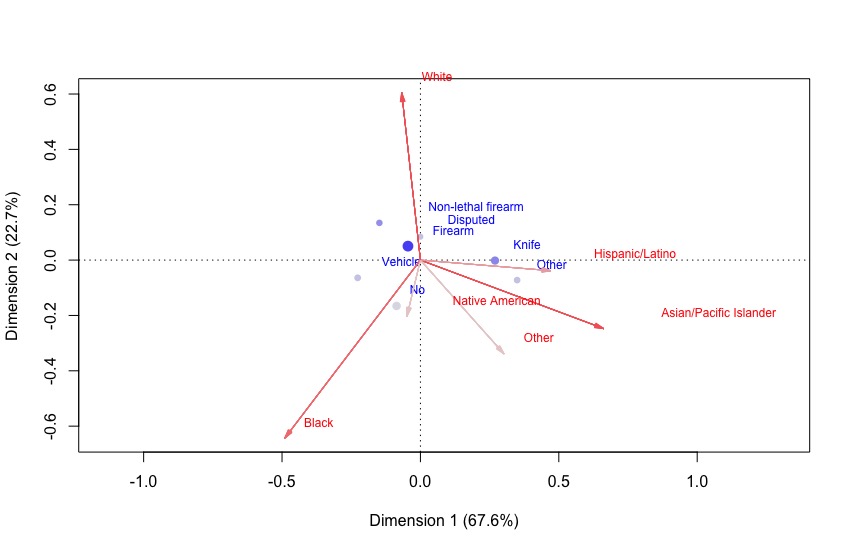 White
0.6
0.4
0.2
0.0
-0.2
-0.4
-0.6
Dimension 2 (22.7%)
Non-lethal firearm
Disputed
Firearm
Knife
Hispanic/Latino
Vehicle
Other
No
Native American
Asian/Pacific Islander
Other
Black
-1.0
-0.5
0.0
0.5
1.0
Dimension 1 (67.6%)